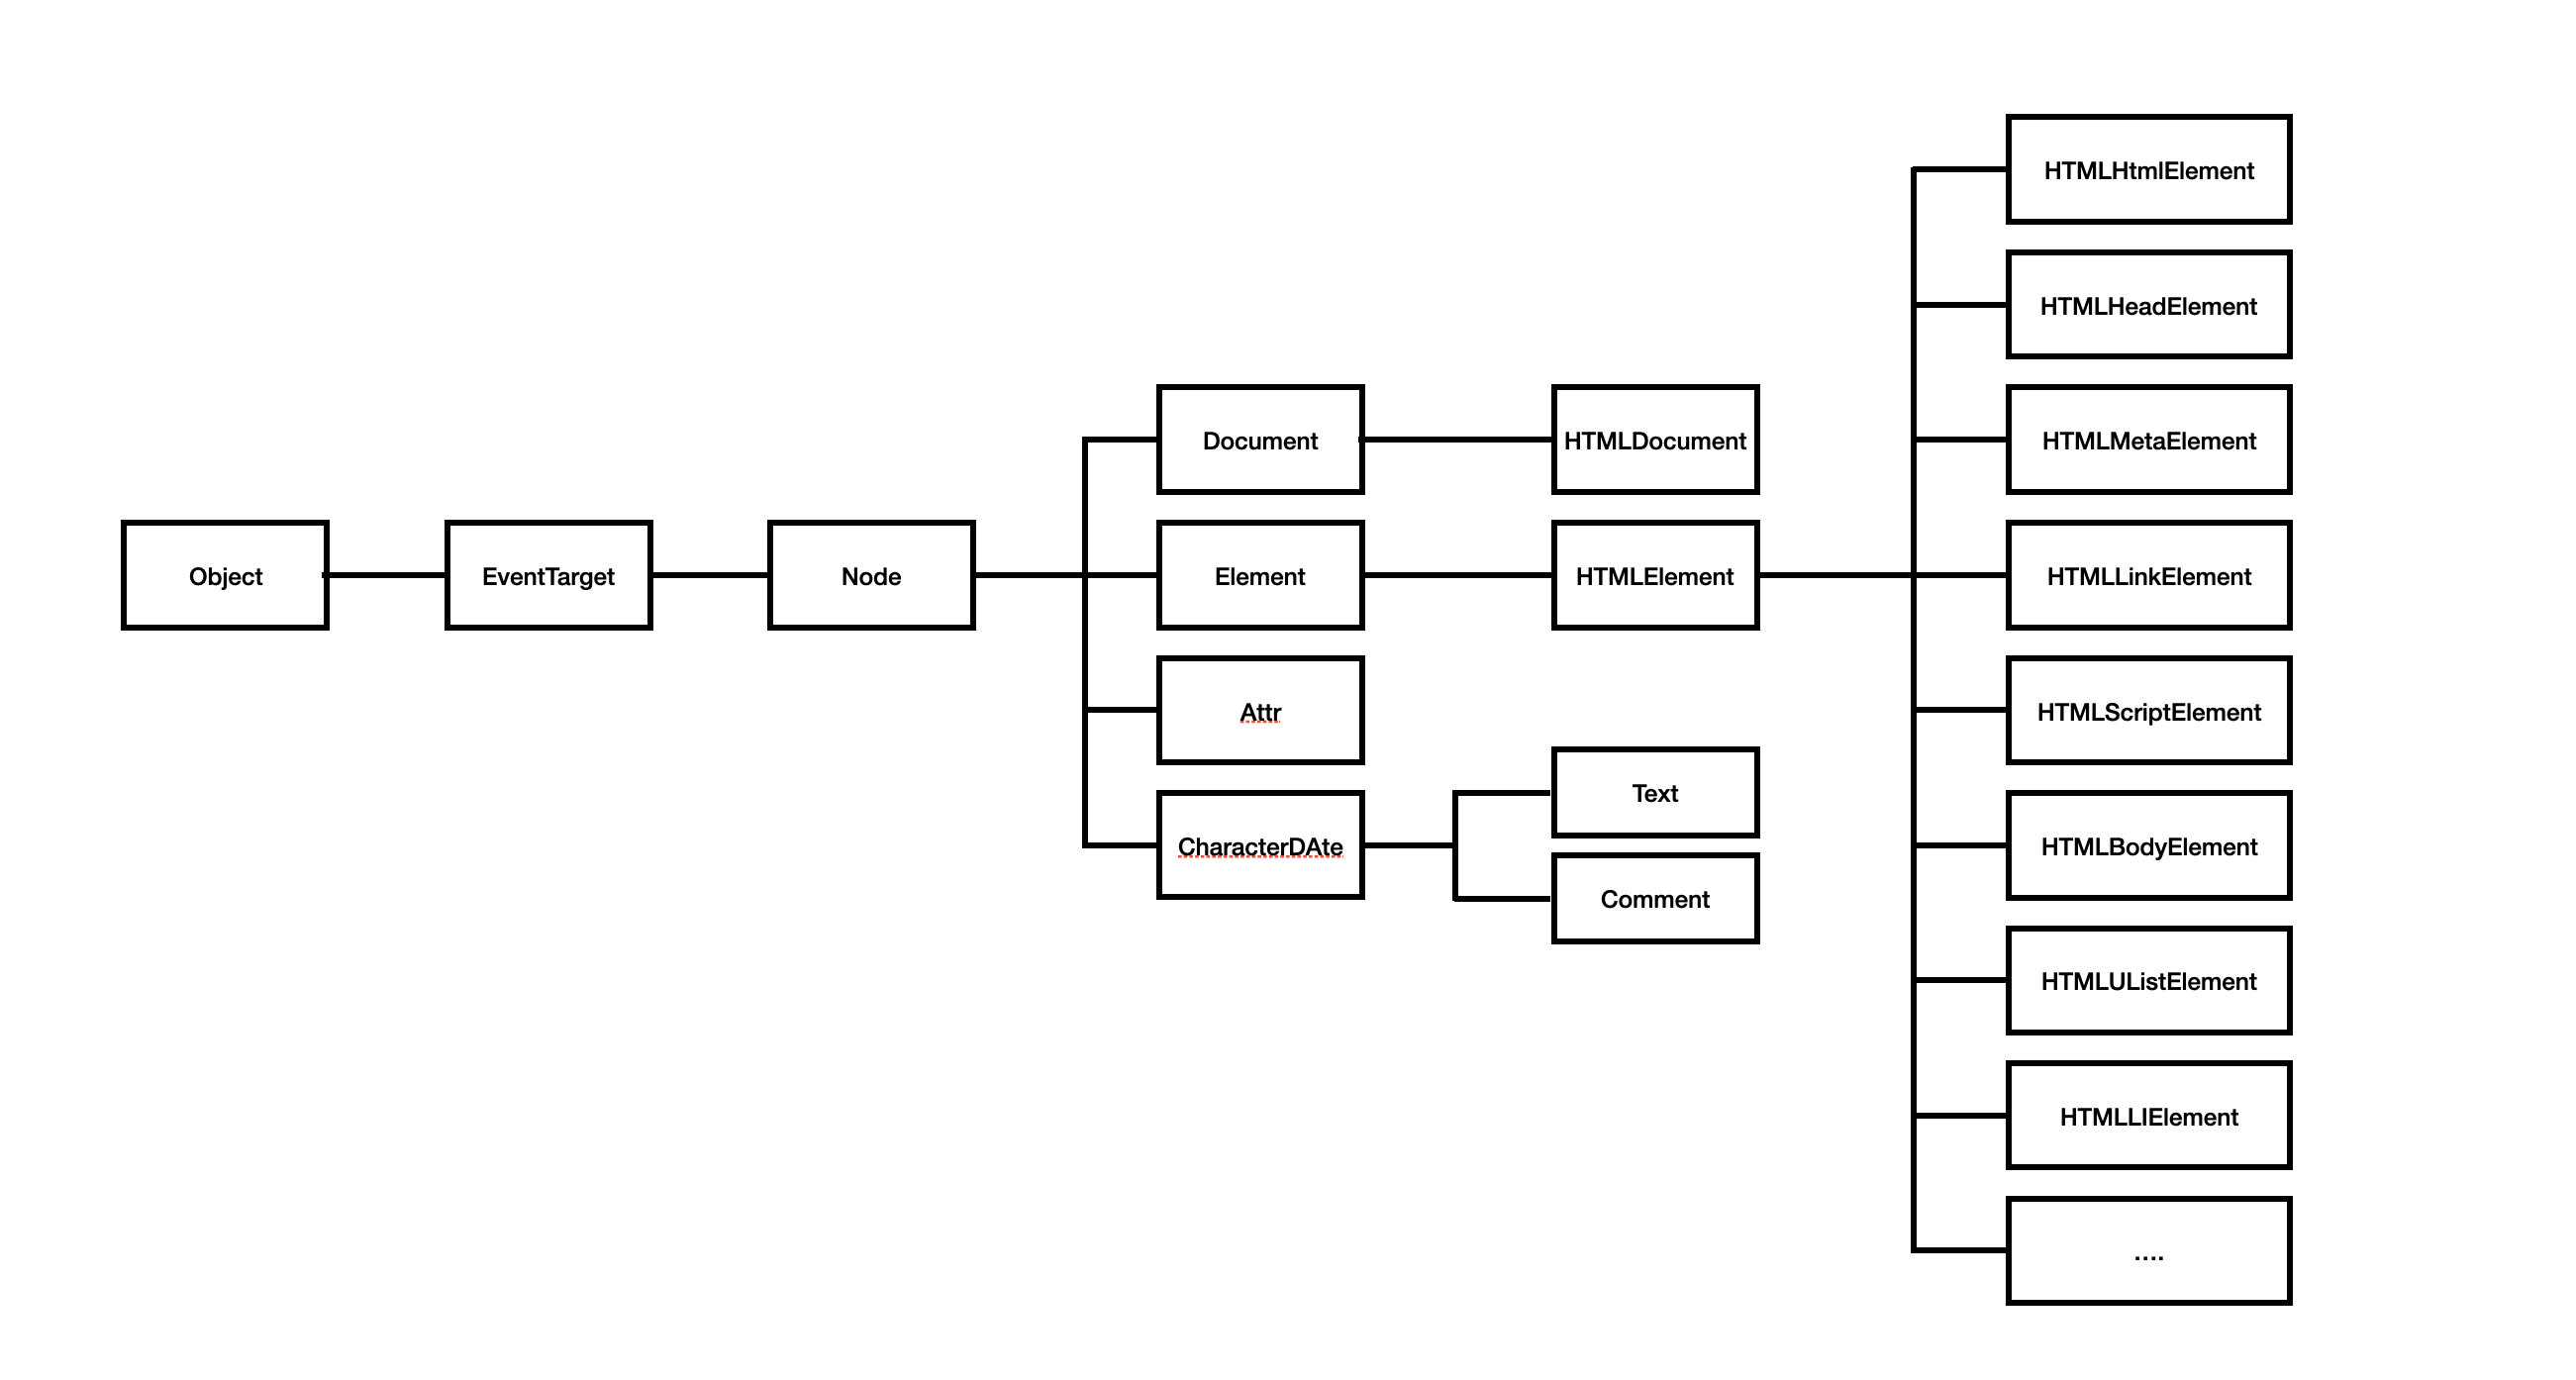 Object
EventTarget
Node
Document
Element
Attr
CharacterDAte
HTMLDocument
HTMLElement
Text
Comment
HTMLHtmlElement
HTMLHeadElement
HTMLMetaElement
HTMLLinkElement
HTMLScriptElement
HTMLBodyElement
HTMLUListElement
HTMLLIElement
....